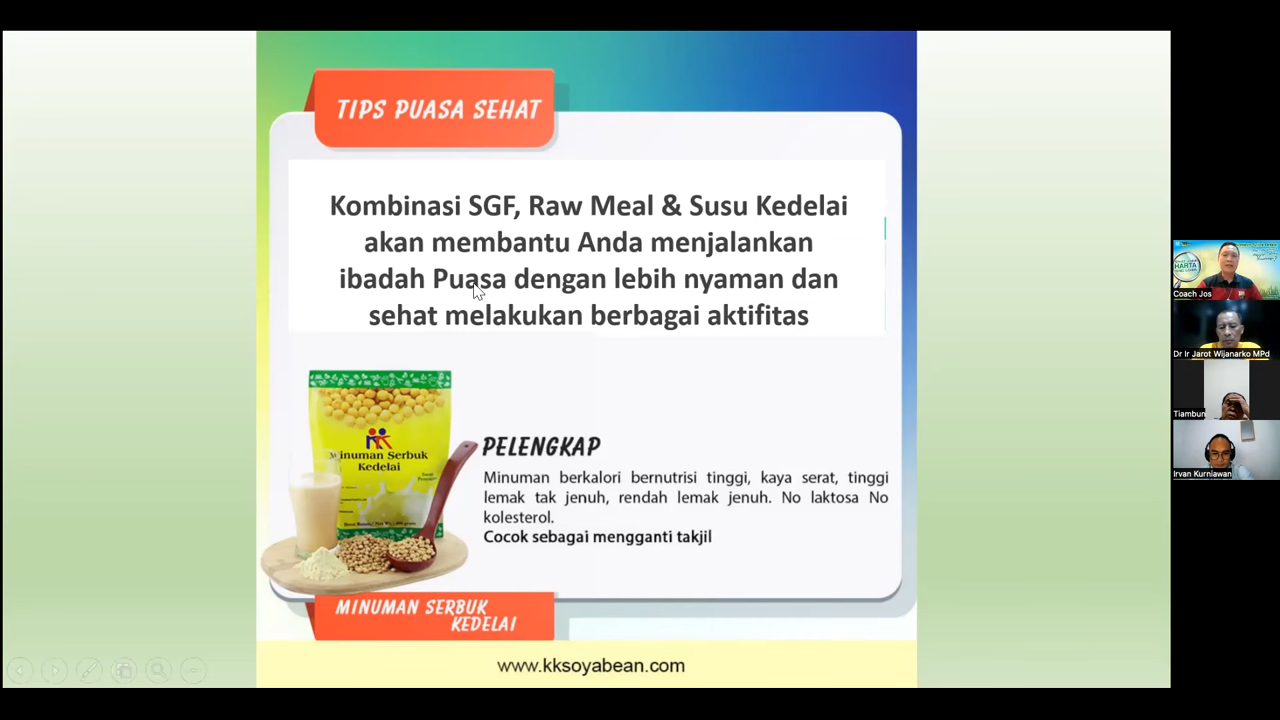 TIPS PUASA SEHAT
Kombinasi SGF, Raw Meal & Susu Kedelai
akan membantu Anda menjalankan
ibadah Puasa dengan lebih nyaman dan
sehat melakukan berbagai aktifitas
Minuman Serbuk
Kedelai
PELENGKAP
Minuman berkalori bernutrisi tinggi, kaya serat, tinggi
lemak tak jenuh, rendah lemak jenuh. No laktosa No
kolesterol.
Cocok sebagai mengganti takjil
MINUMAN SERBUK
KEDELAI
www.kksoyabean.com
HARTA
Coach Jos
Dr Ir Jarot Wijanarko MPd
Tiambun
Irvan Kurniawan